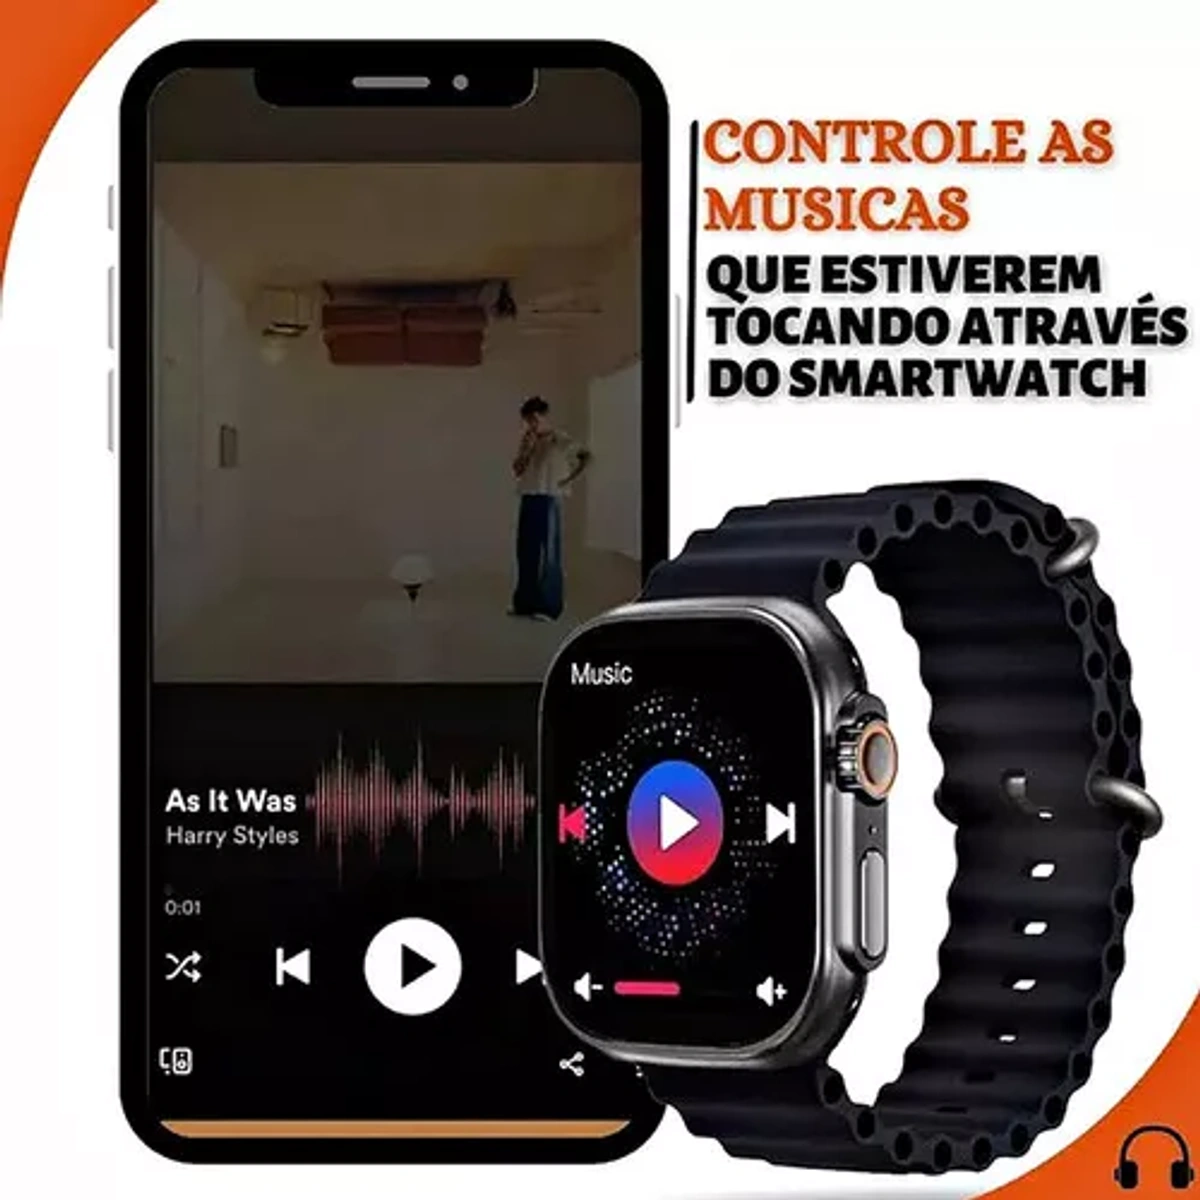 CONTROLE AS
MUSICAS
QUE ESTIVEREM
TOCANDO ATRAVÉS
DO SMARTWATCH
Music
As It Was
Harry Styles
0:01